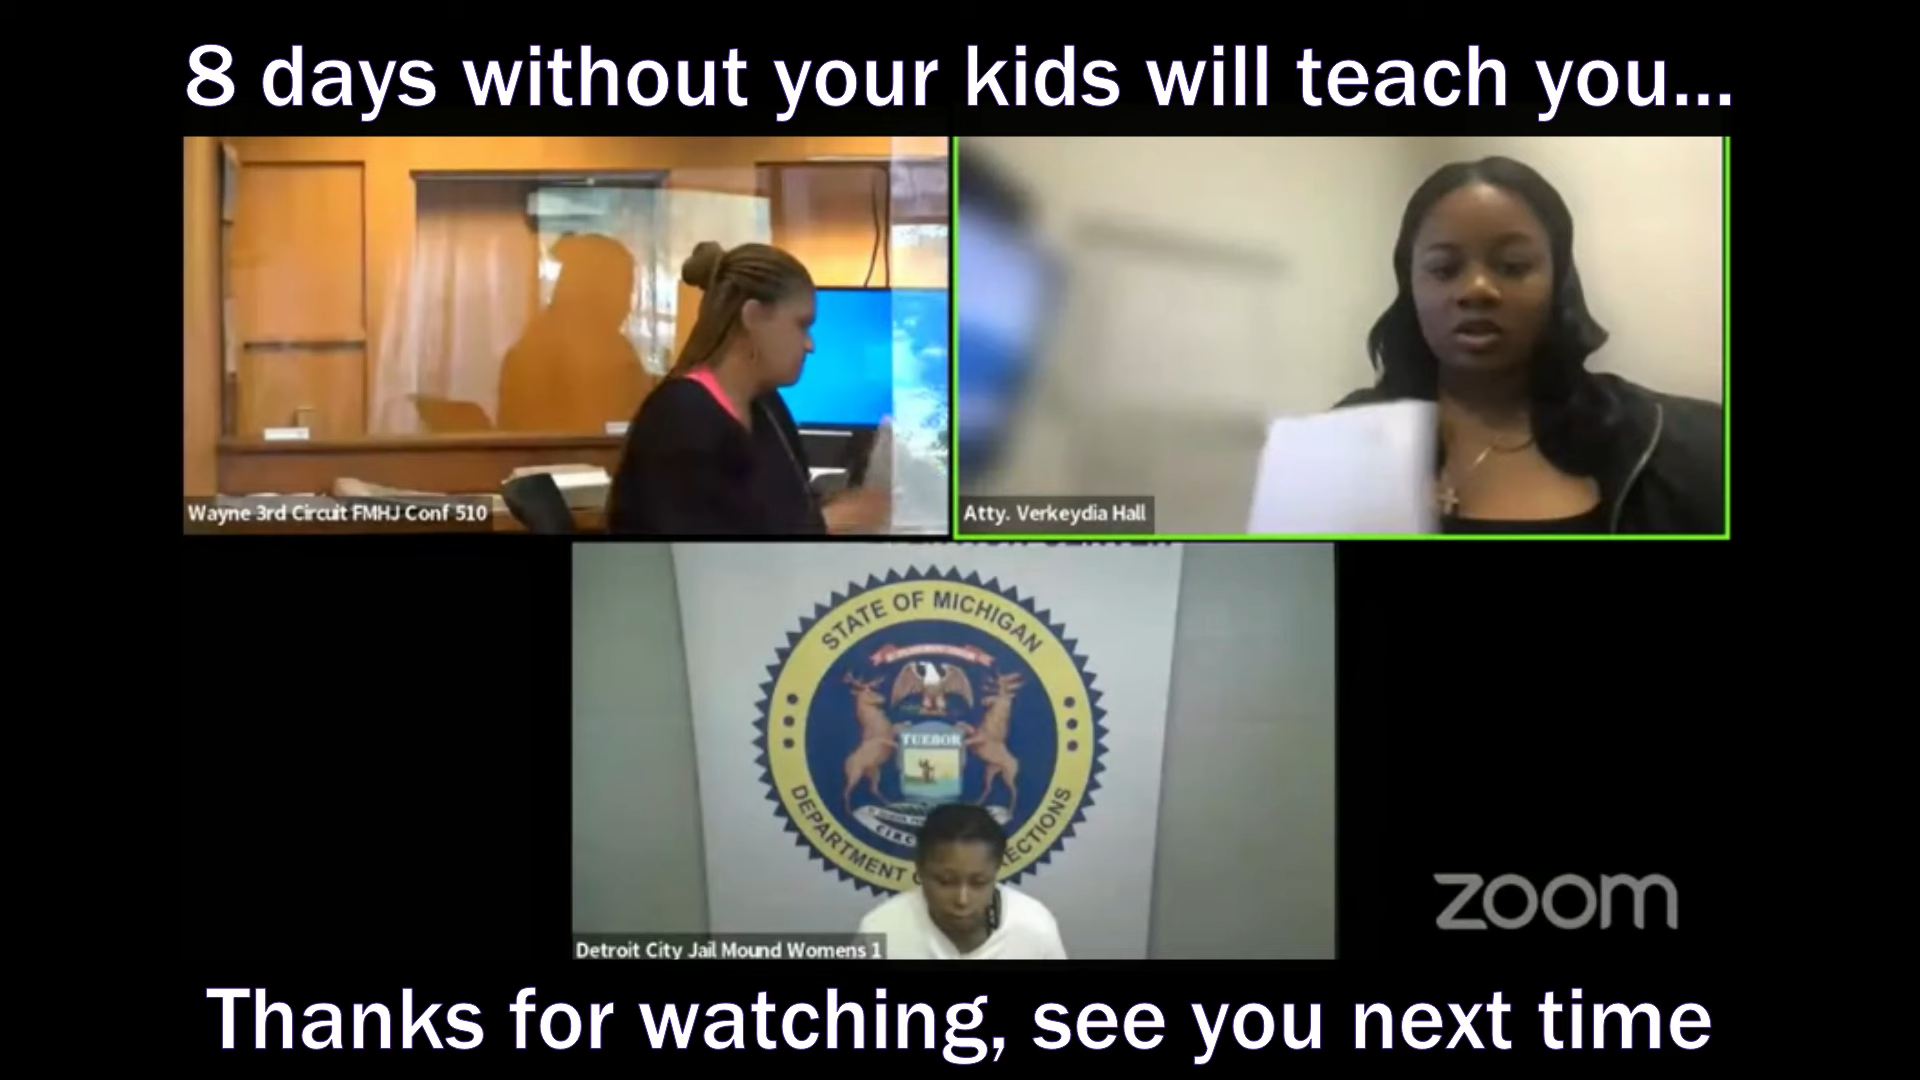 8 days without your kids will teach you...
Wayne 3rd Circuit FMHJ Conf 510
Atty. Verkeydia Hall
STATE OF MICHIGAN
TUEBOR
DEPARTMENT
Detroit City Jail Mound Womens 1
zoom
Thanks for watching, see you next time